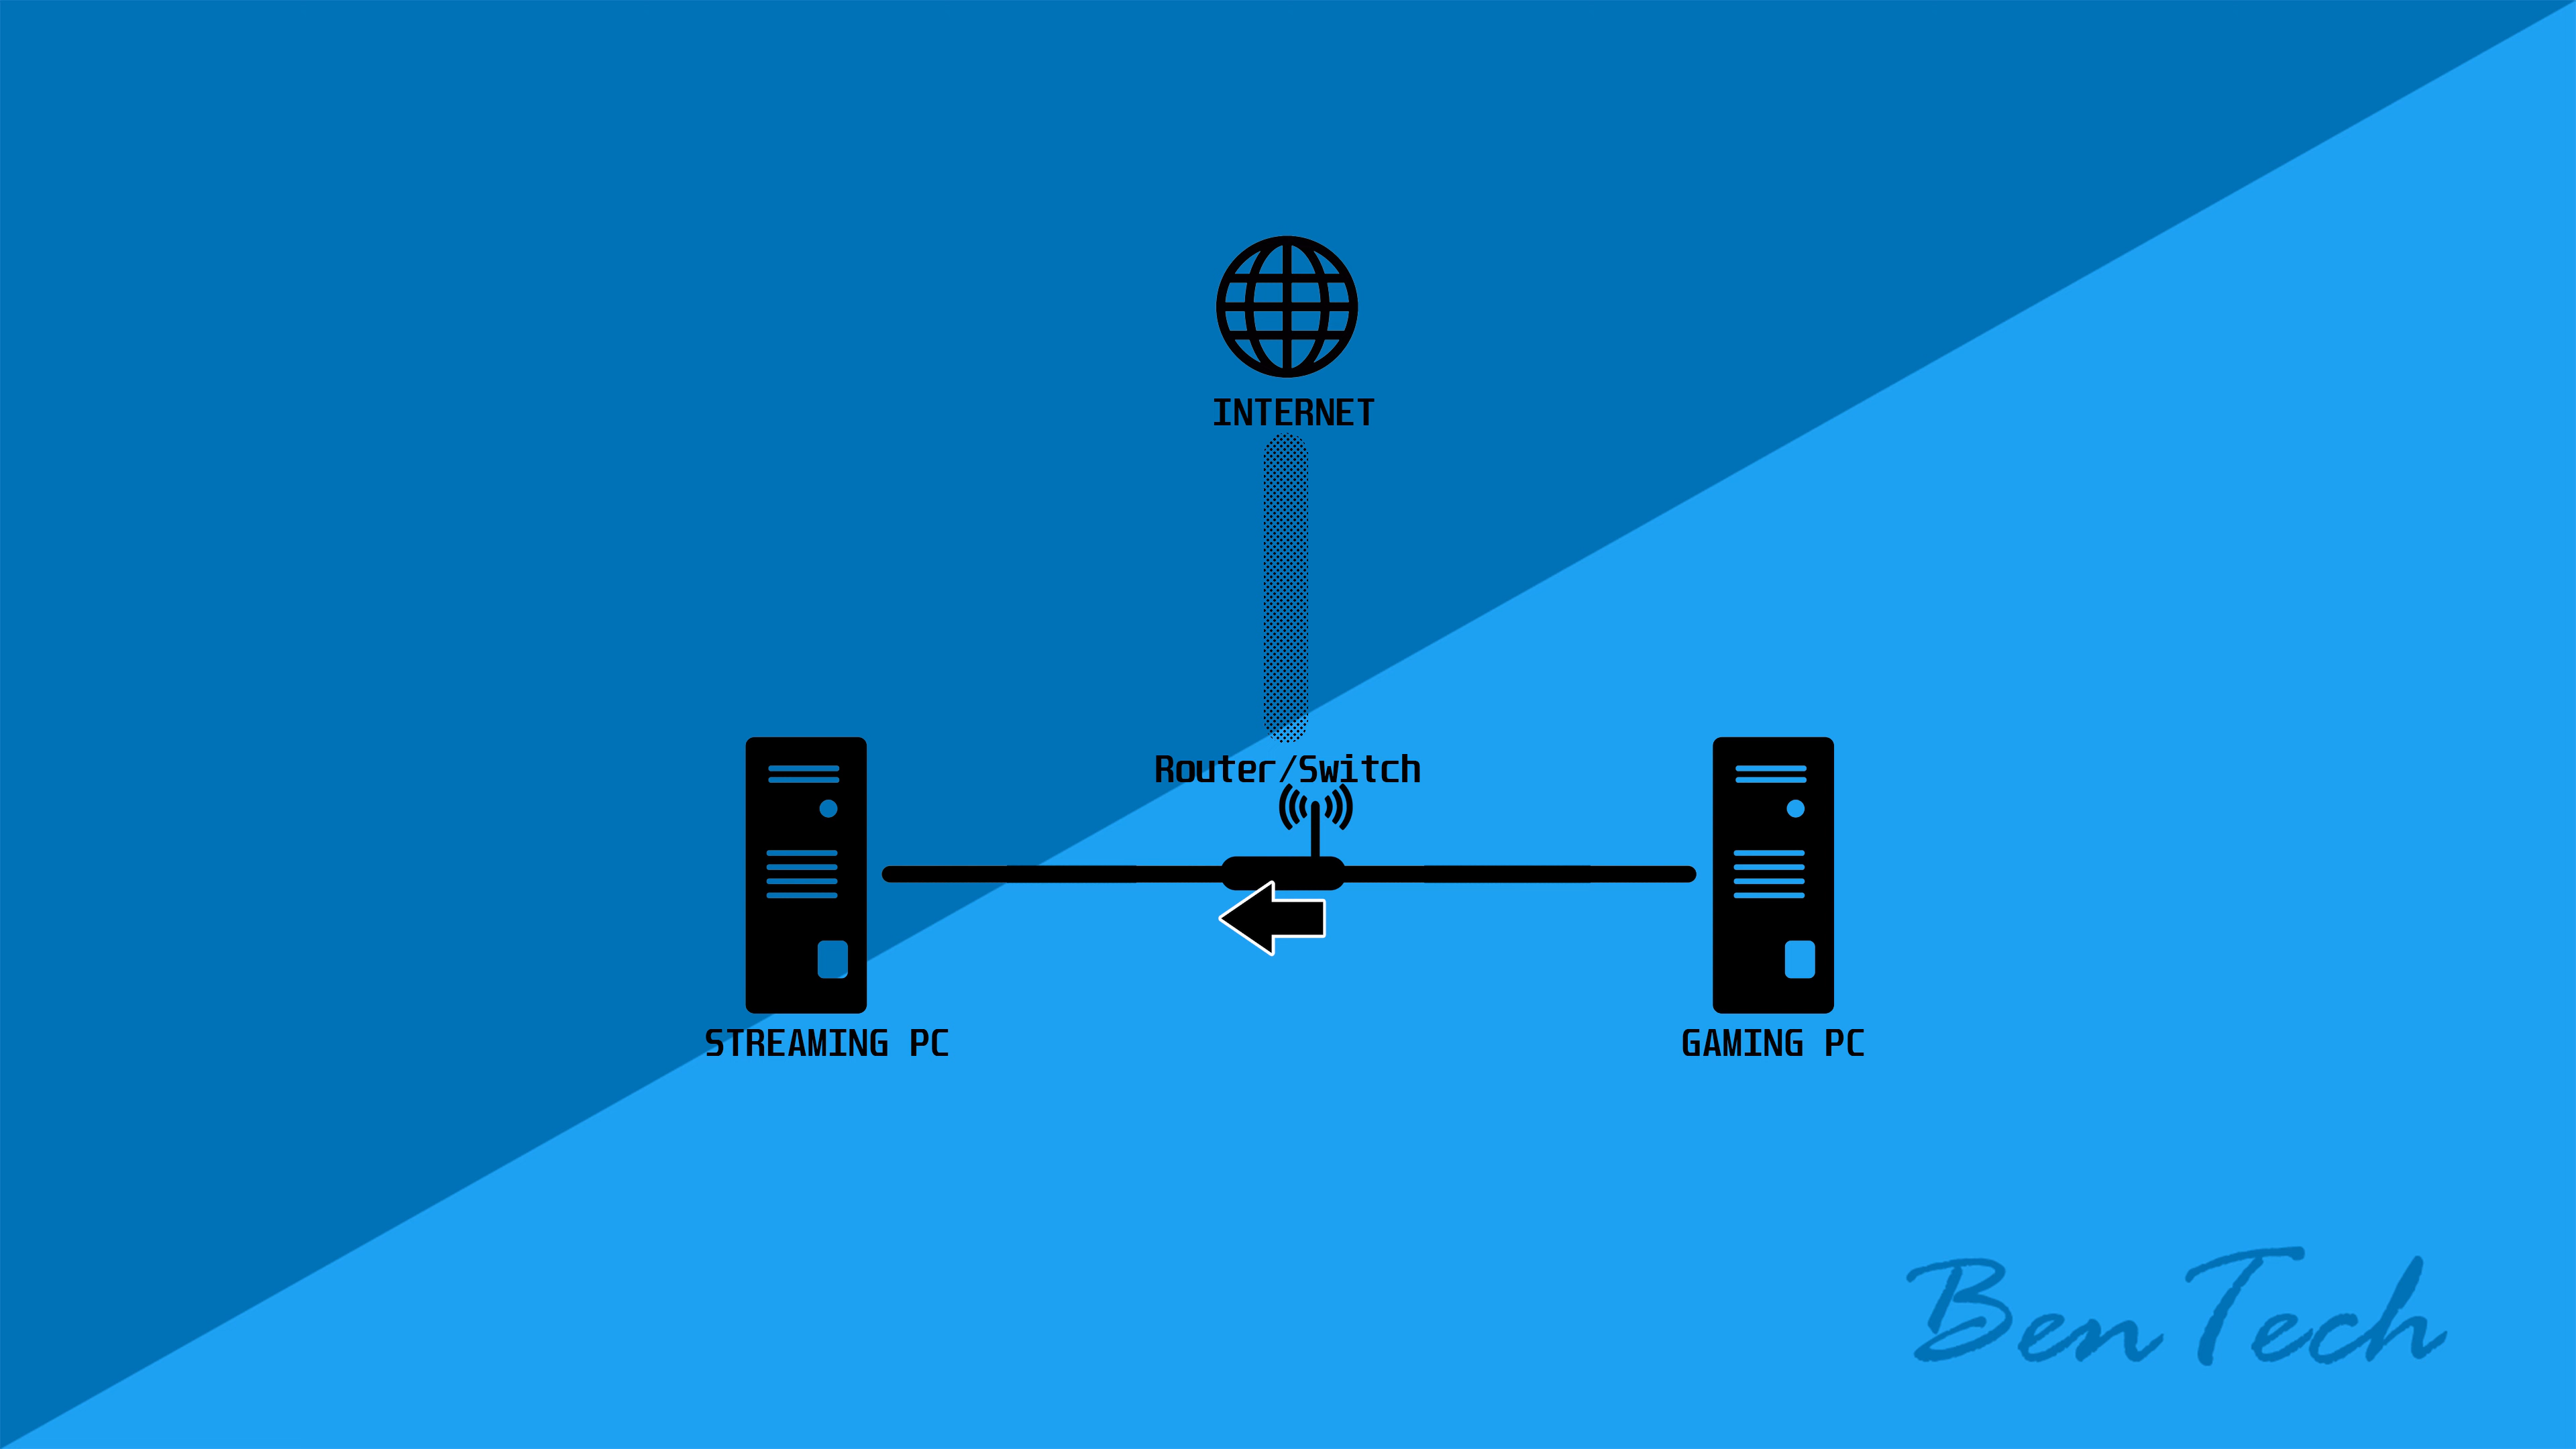 INTERNET
Router/Switch
STREAMING PC
GAMING PC
Ben Tech